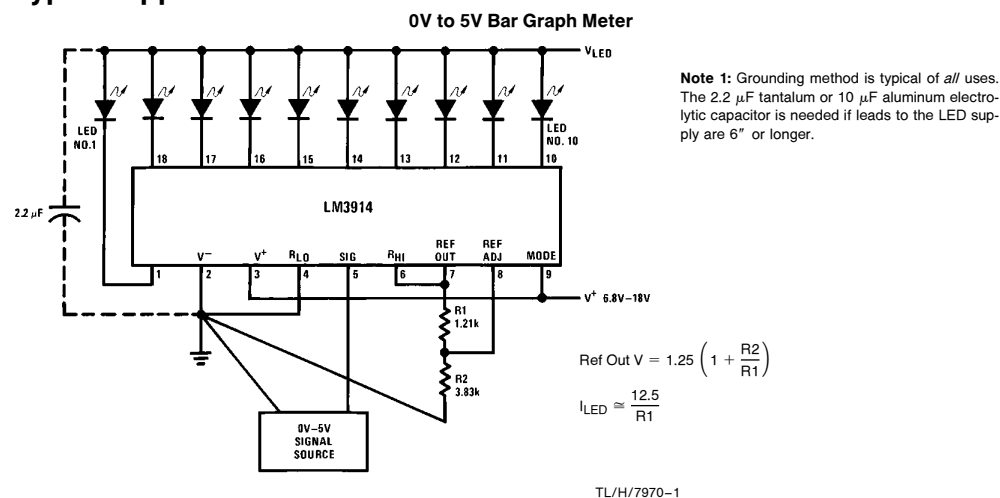 0V to 5V Bar Graph Meter
VLED
LED
NO.1
LED
NO. 10
18 17 16 15 14 13 12 11 10
LM3914
2.2 µF
V− V+ RLO SIG RHI REF OUT REF ADJ MODE
1 2 3 4 5 6 7 8 9
V+ 6.8V–18V
R1
1.21k
R2
3.83k
0V–5V
SIGNAL
SOURCE
Note 1: Grounding method is typical of all uses.
The 2.2 µF tantalum or 10 µF aluminum electro-
lytic capacitor is needed if leads to the LED sup-
ply are 6″ or longer.
Ref Out V = 1.25 (1 + R2/R1)
ILED ≅ 12.5/R1
TL/H/7970–1